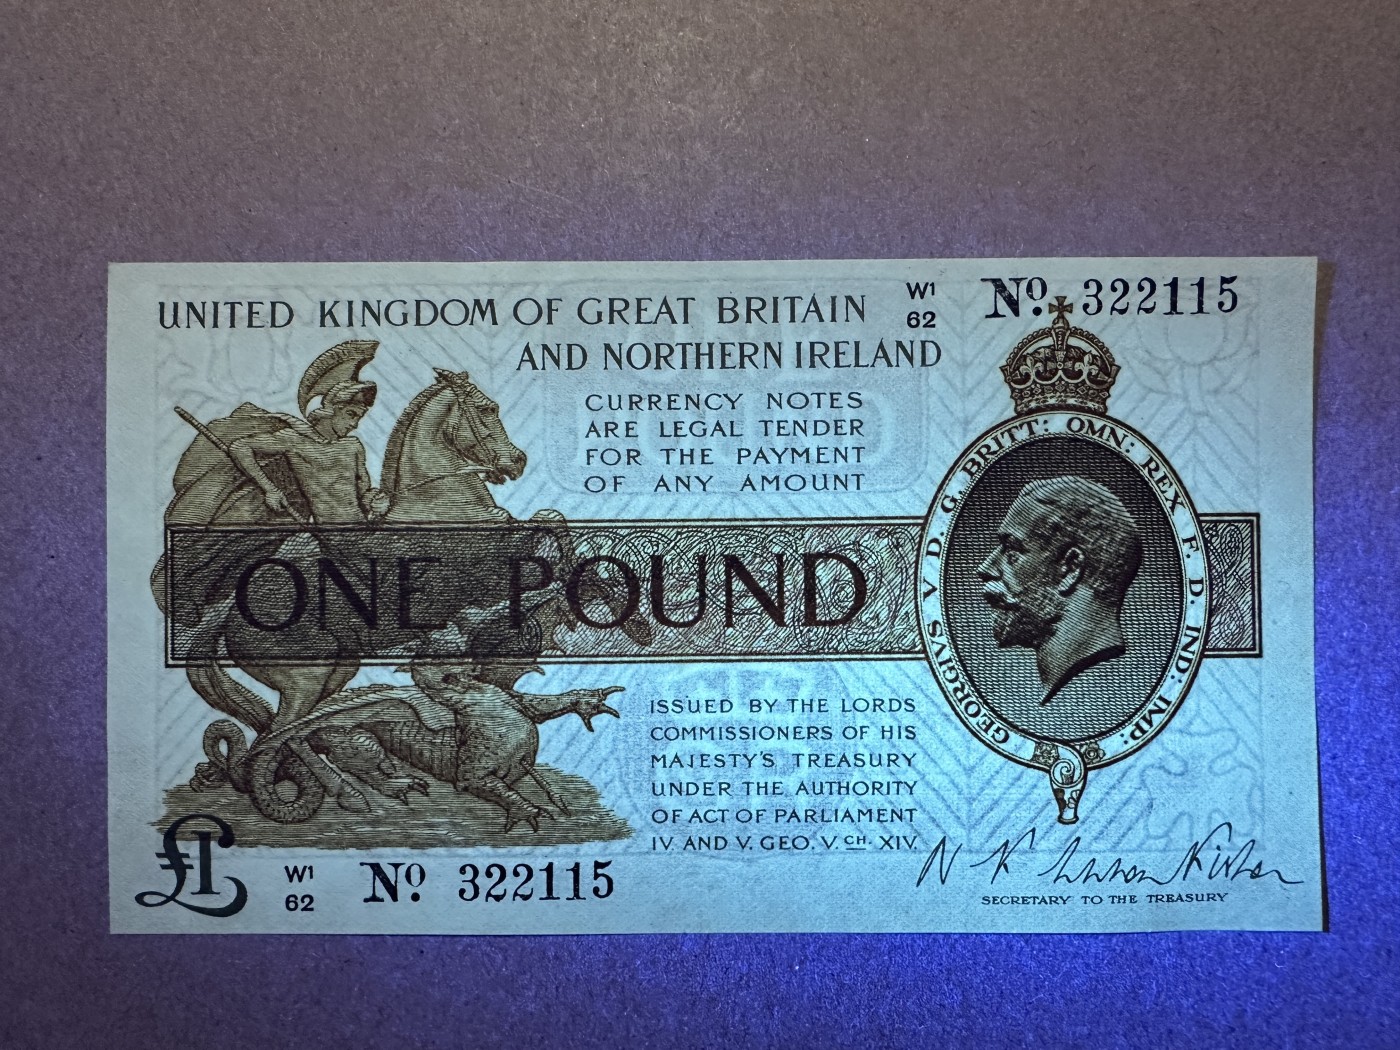 UNITED KINGDOM OF GREAT BRITAIN
AND NORTHERN IRELAND
W1
62
No. 322115
CURRENCY NOTES
ARE LEGAL TENDER
FOR THE PAYMENT
OF ANY AMOUNT
GEORGIVS V D. G. BRITT: OMN: REX F. D. IND: IMP:
ONE POUND
ISSUED BY THE LORDS
COMMISSIONERS OF HIS
MAJESTY'S TREASURY
UNDER THE AUTHORITY
OF ACT OF PARLIAMENT
IV. AND V. GEO. V. CH. XIV.
£1
W1
62
No. 322115
N F Warren Fisher
SECRETARY TO THE TREASURY